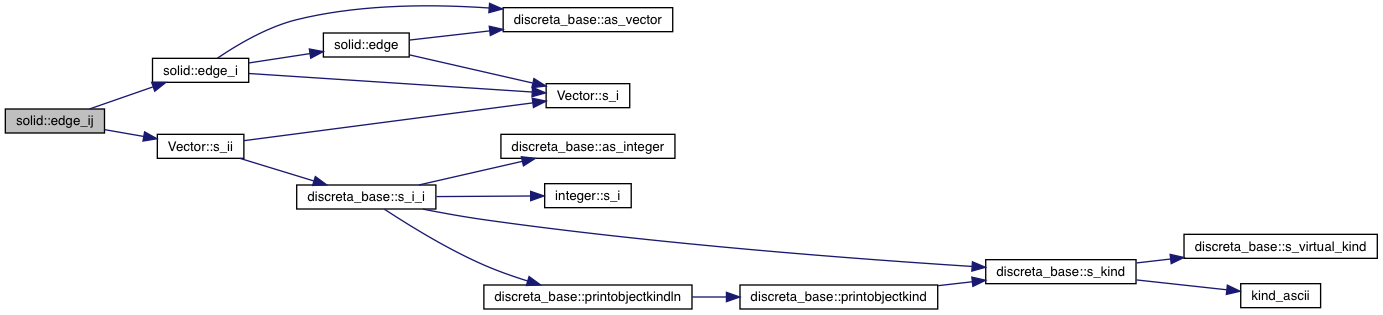 solid::edge_ij
solid::edge_i
Vector::s_ii
solid::edge
discreta_base::as_vector
Vector::s_i
discreta_base::s_i_i
discreta_base::as_integer
integer::s_i
discreta_base::printobjectkindln
discreta_base::printobjectkind
discreta_base::s_kind
discreta_base::s_virtual_kind
kind_ascii